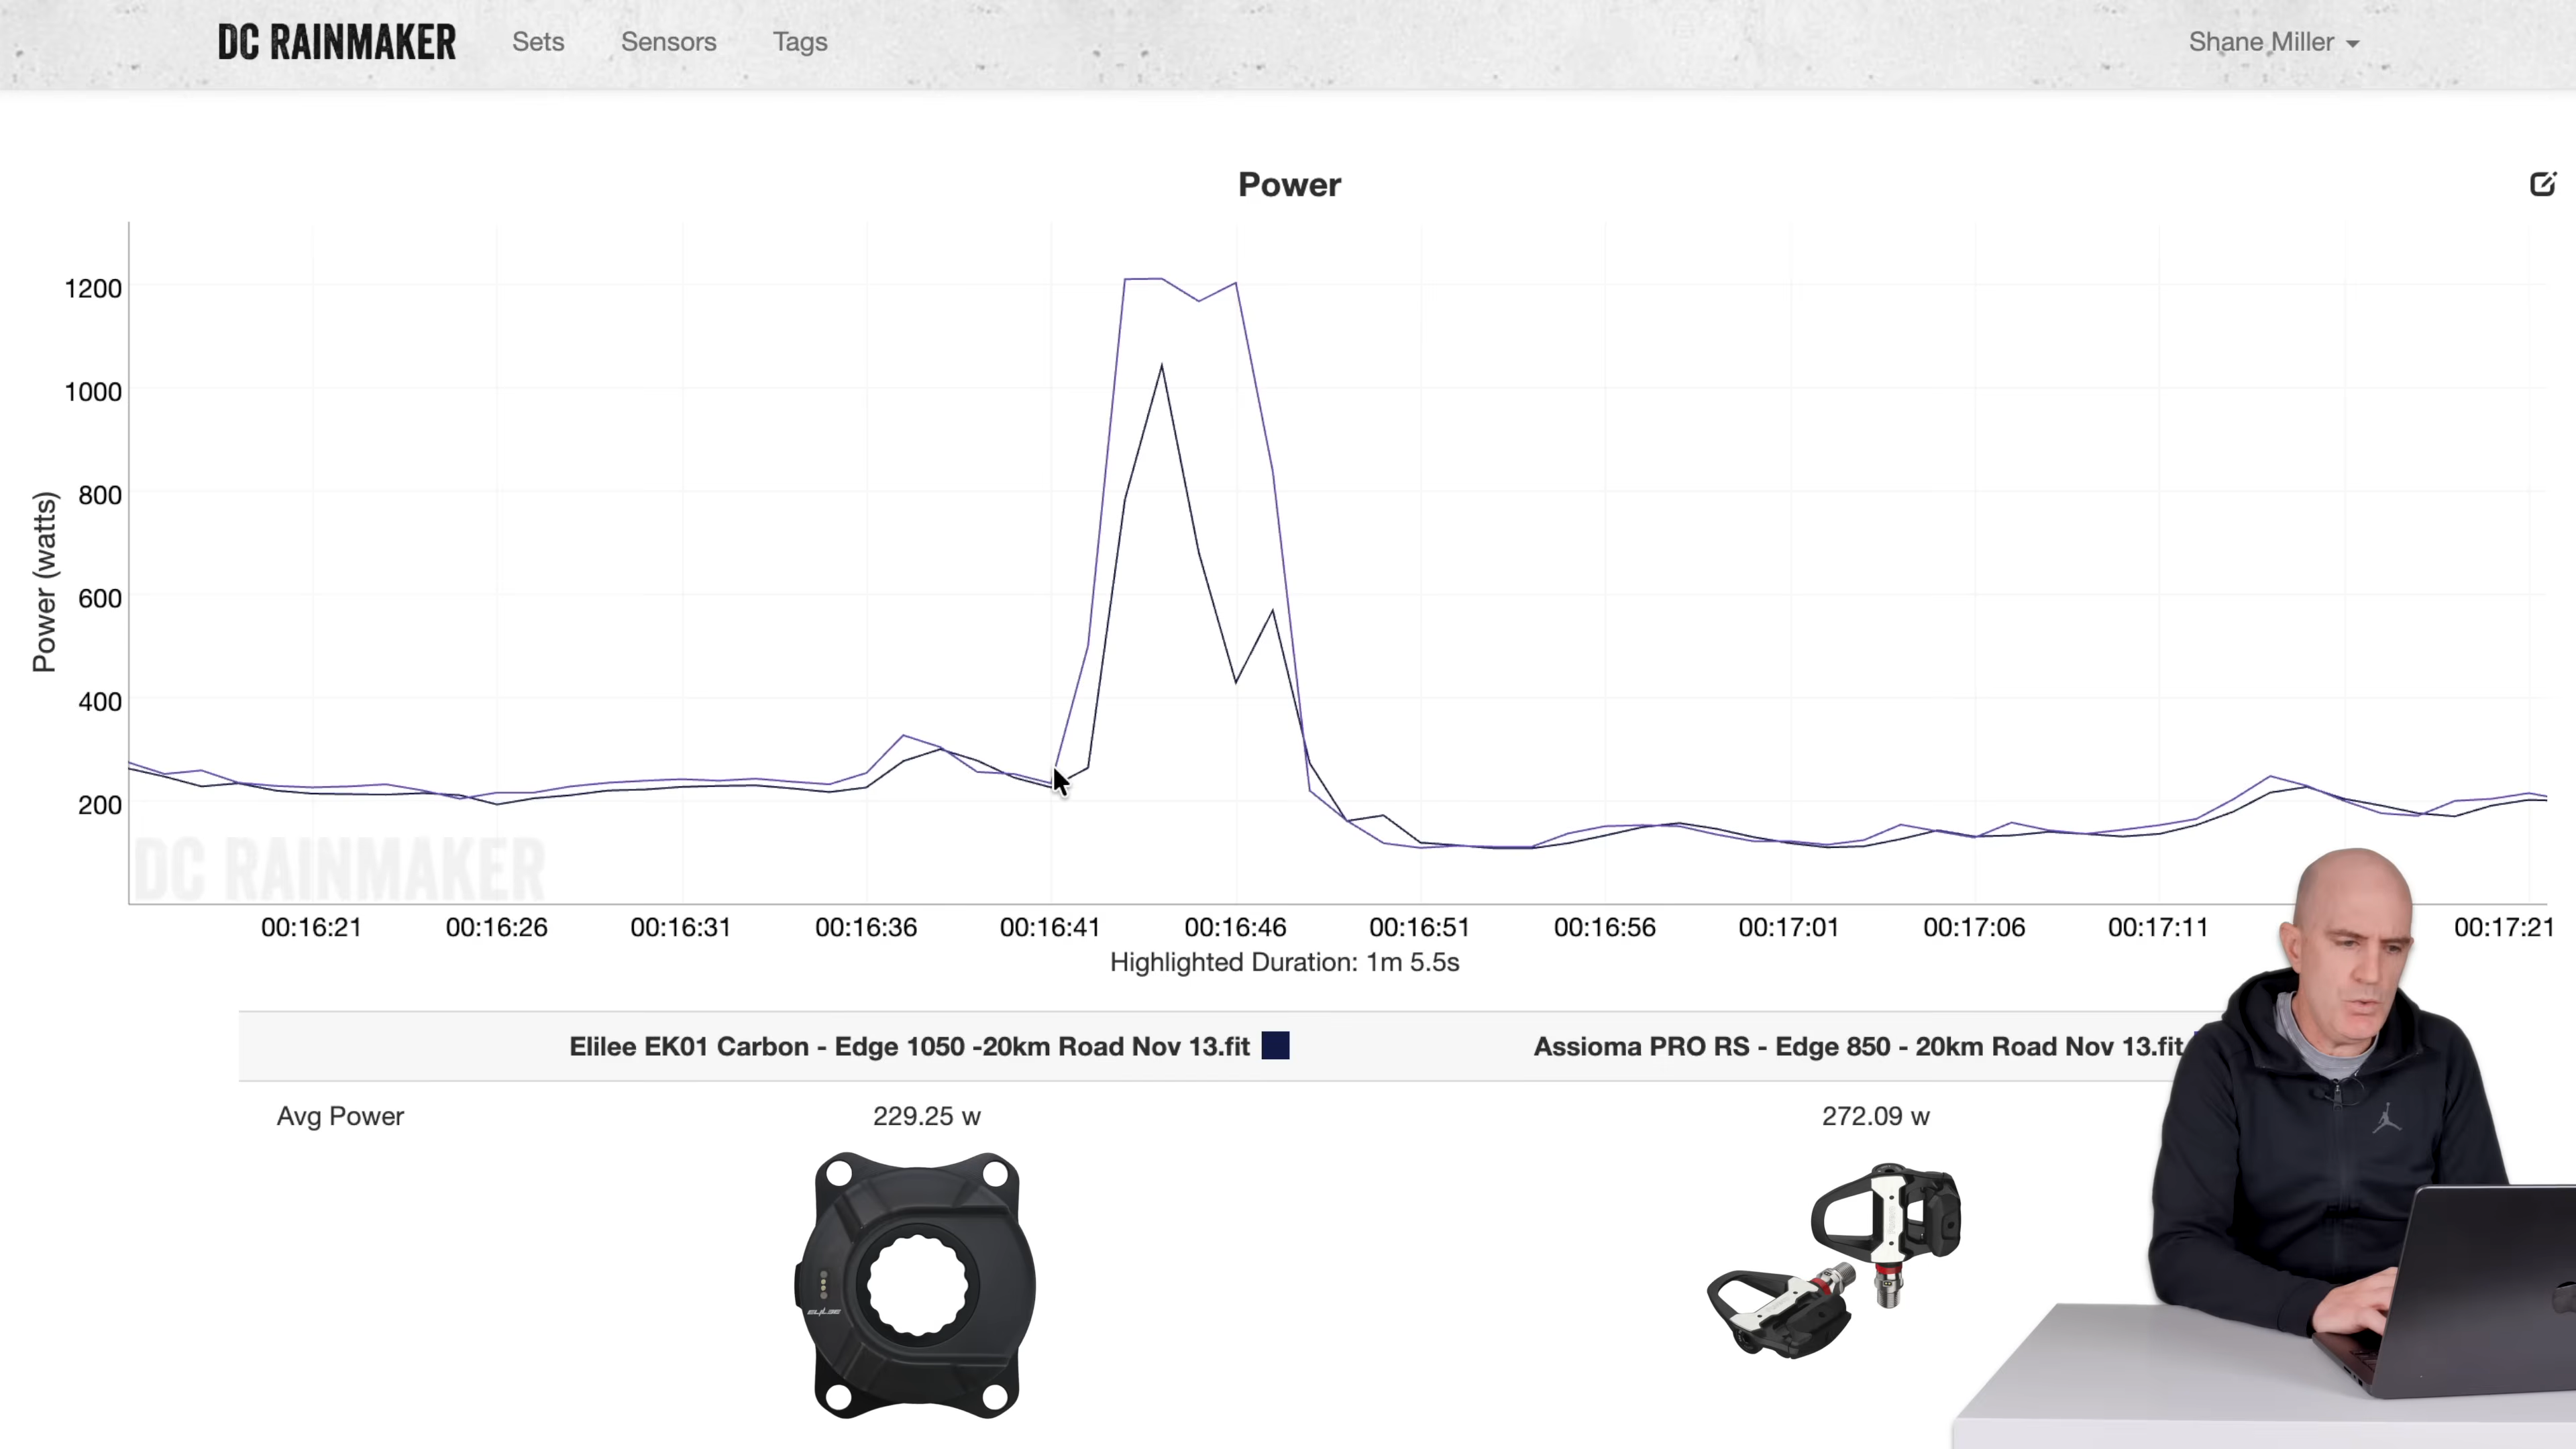 DC RAINMAKER Sets Sensors Tags Shane Miller
Power
Power (watts)
1200
1000
800
600
400
200
DC RAINMAKER
00:16:21 00:16:26 00:16:31 00:16:36 00:16:41 00:16:46 00:16:51 00:16:56 00:17:01 00:17:06 00:17:11 00:17:21
Highlighted Duration: 1m 5.5s
Elilee EK01 Carbon - Edge 1050 -20km Road Nov 13.fit Assioma PRO RS - Edge 850 - 20km Road Nov 13.fit
Avg Power 229.25 w 272.09 w